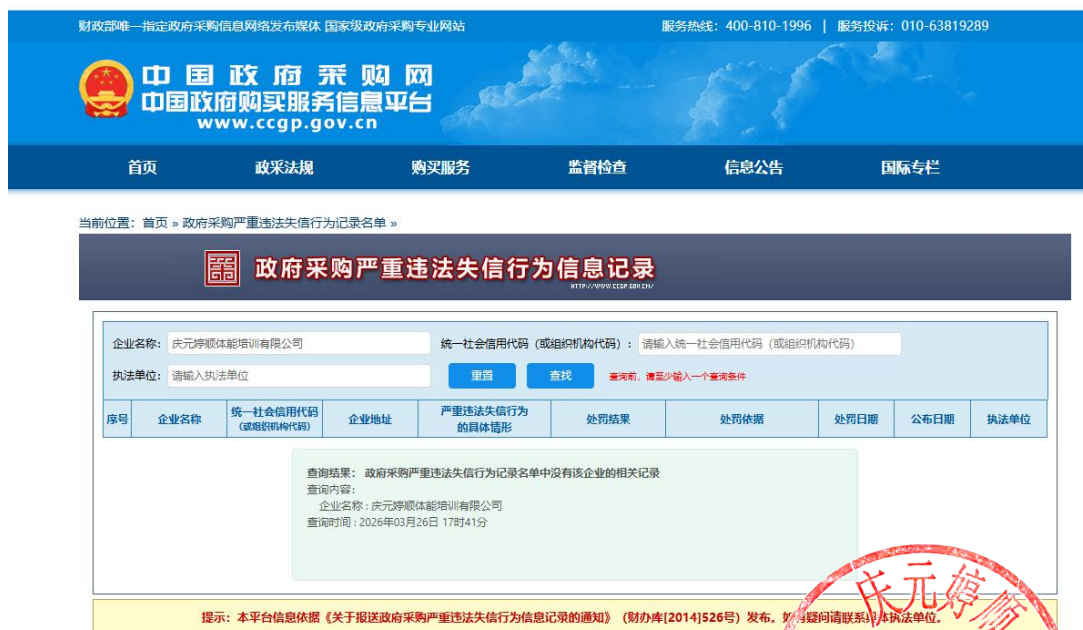 财政部唯一指定政府采购信息网络发布媒体 国家级政府采购专业网站
服务热线：400-810-1996 | 服务投诉：010-63819289
中国政府采购网
中国政府购买服务信息平台
www.ccgp.gov.cn
首页 政采法规 购买服务 监督检查 信息公告 国际专栏
当前位置：首页 » 政府采购严重违法失信行为记录名单 »
政府采购严重违法失信行为信息记录
HTTP://WWW.CCGP.GOV.CN/
企业名称： 庆元婷顺体能培训有限公司 统一社会信用代码（或组织机构代码）： 请输入统一社会信用代码（或组织机构代码）
执法单位： 请输入执法单位 重置 查找 查询前，请至少输入一个查询条件
序号 企业名称 统一社会信用代码（或组织机构代码） 企业地址 严重违法失信行为的具体情形 处罚结果 处罚依据 处罚日期 公布日期 执法单位
查询结果： 政府采购严重违法失信行为记录名单中没有该企业的相关记录
查询内容：
企业名称 : 庆元婷顺体能培训有限公司
查询时间 : 2026年03月26日 17时41分
提示：本平台信息依据《关于报送政府采购严重违法失信行为信息记录的通知》（财办库[2014]526号）发布。如有疑问请联系具体执法单位。
庆元婷顺